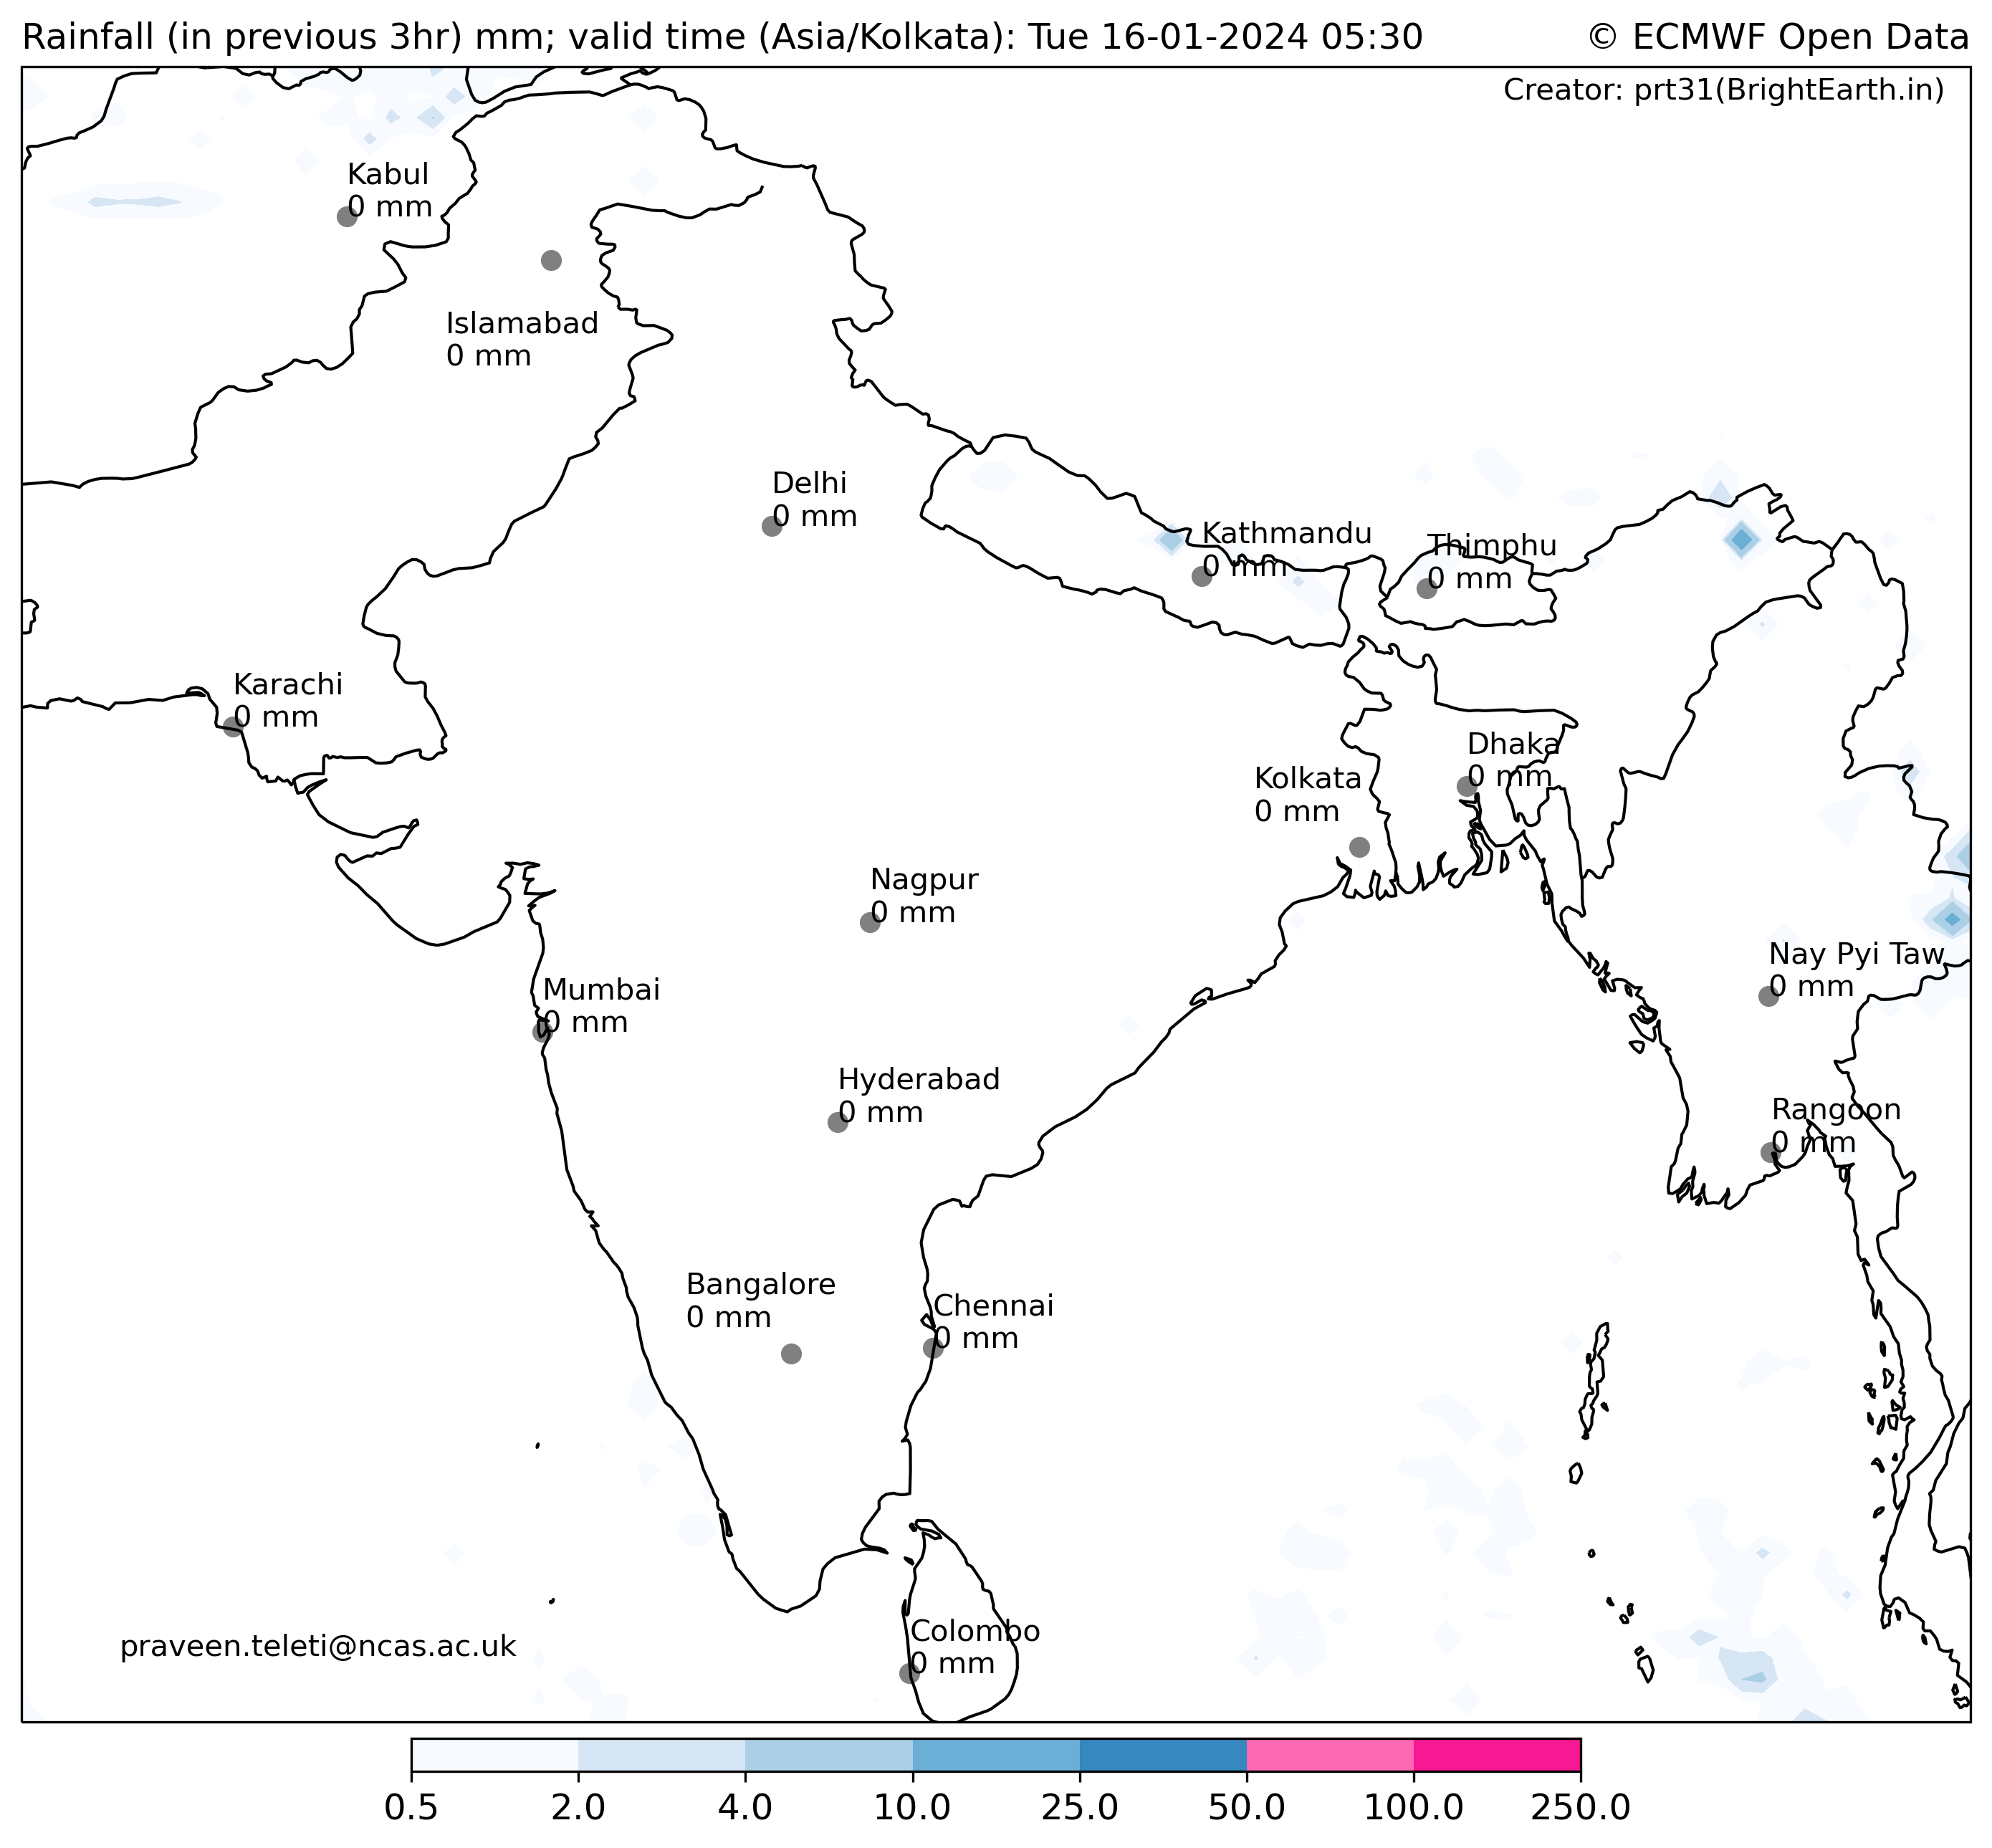 Rainfall (in previous 3hr) mm; valid time (Asia/Kolkata): Tue 16-01-2024 05:30
© ECMWF Open Data
Creator: prt31(BrightEarth.in)
Kabul
0 mm
Islamabad
0 mm
Delhi
0 mm
Kathmandu
0 mm
Thimphu
0 mm
Karachi
0 mm
Dhaka
0 mm
Kolkata
0 mm
Nagpur
0 mm
Nay Pyi Taw
0 mm
Mumbai
0 mm
Hyderabad
0 mm
Rangoon
0 mm
Bangalore
0 mm
Chennai
0 mm
Colombo
0 mm
praveen.teleti@ncas.ac.uk
0.5 2.0 4.0 10.0 25.0 50.0 100.0 250.0